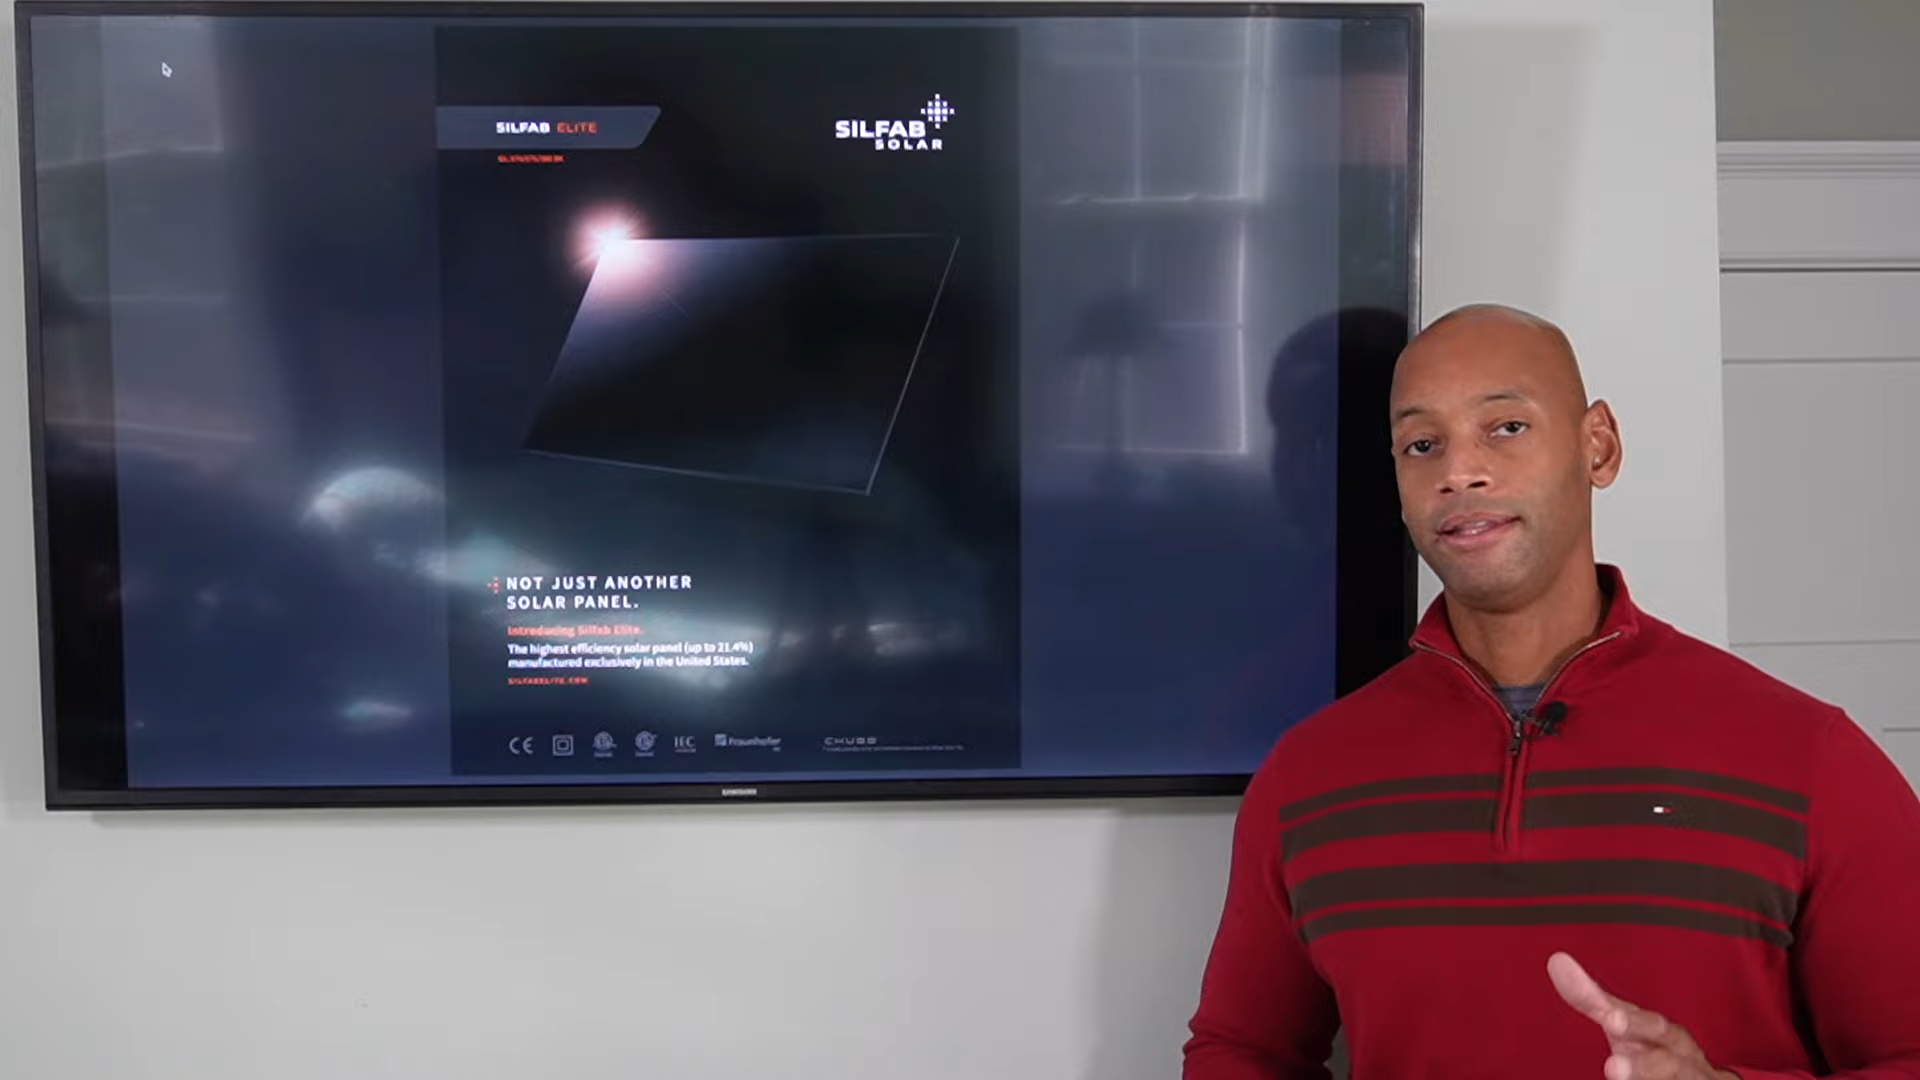 SILFAB ELITE
SILFAB
SOLAR
NOT JUST ANOTHER
SOLAR PANEL.
Introducing Silfab Elite.
The highest efficiency solar panel (up to 21.4%)
manufactured exclusively in the United States.
SILFABELITE.COM
CE
IEC
Fraunhofer
CHUBB
SAMSUNG